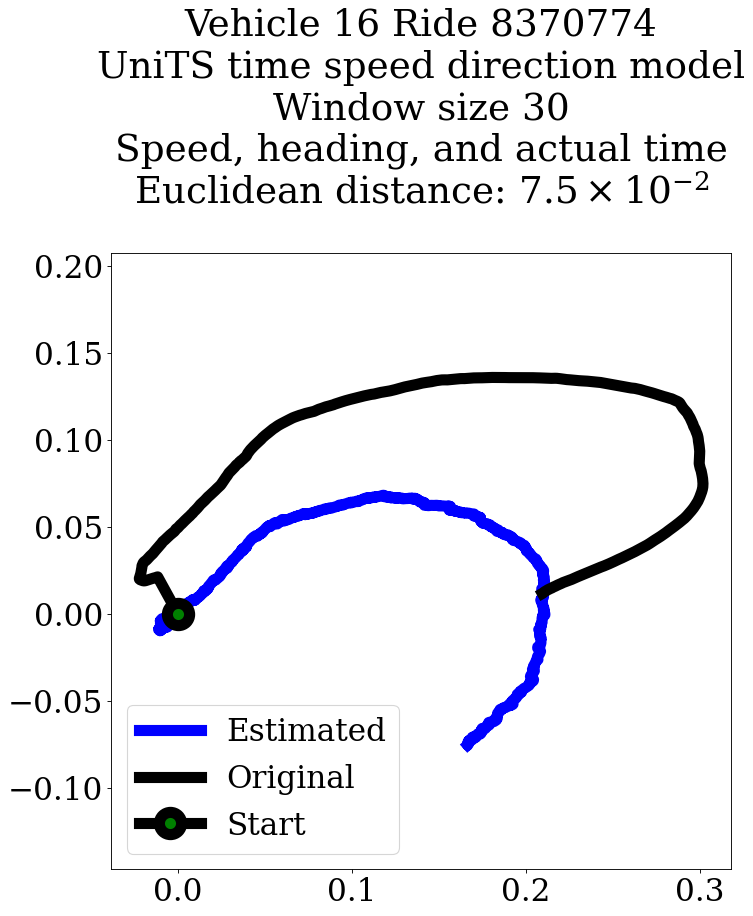 Vehicle 16 Ride 8370774
UniTS time speed direction model
Window size 30
Speed, heading, and actual time
Euclidean distance: 7.5 × 10⁻²
0.20
0.15
0.10
0.05
0.00
−0.05
−0.10
Estimated
Original
Start
0.0 0.1 0.2 0.3